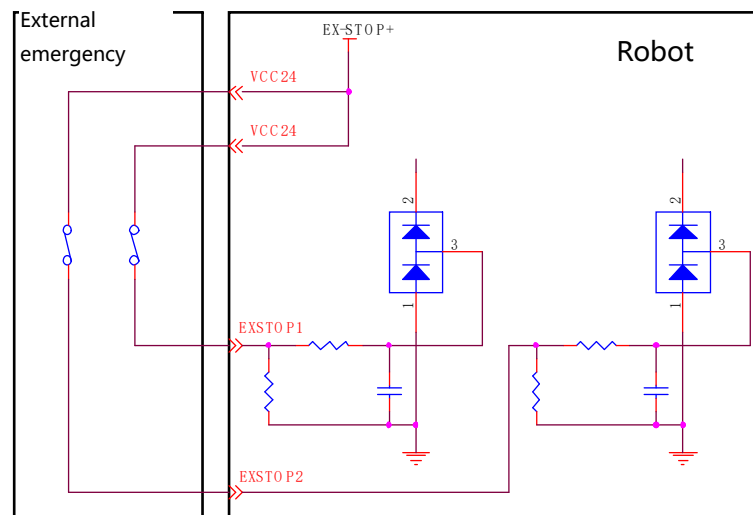 External
emergency
EX-STOP+
Robot
VCC24
VCC24
2
3
1
2
3
1
EXSTOP1
EXSTOP2